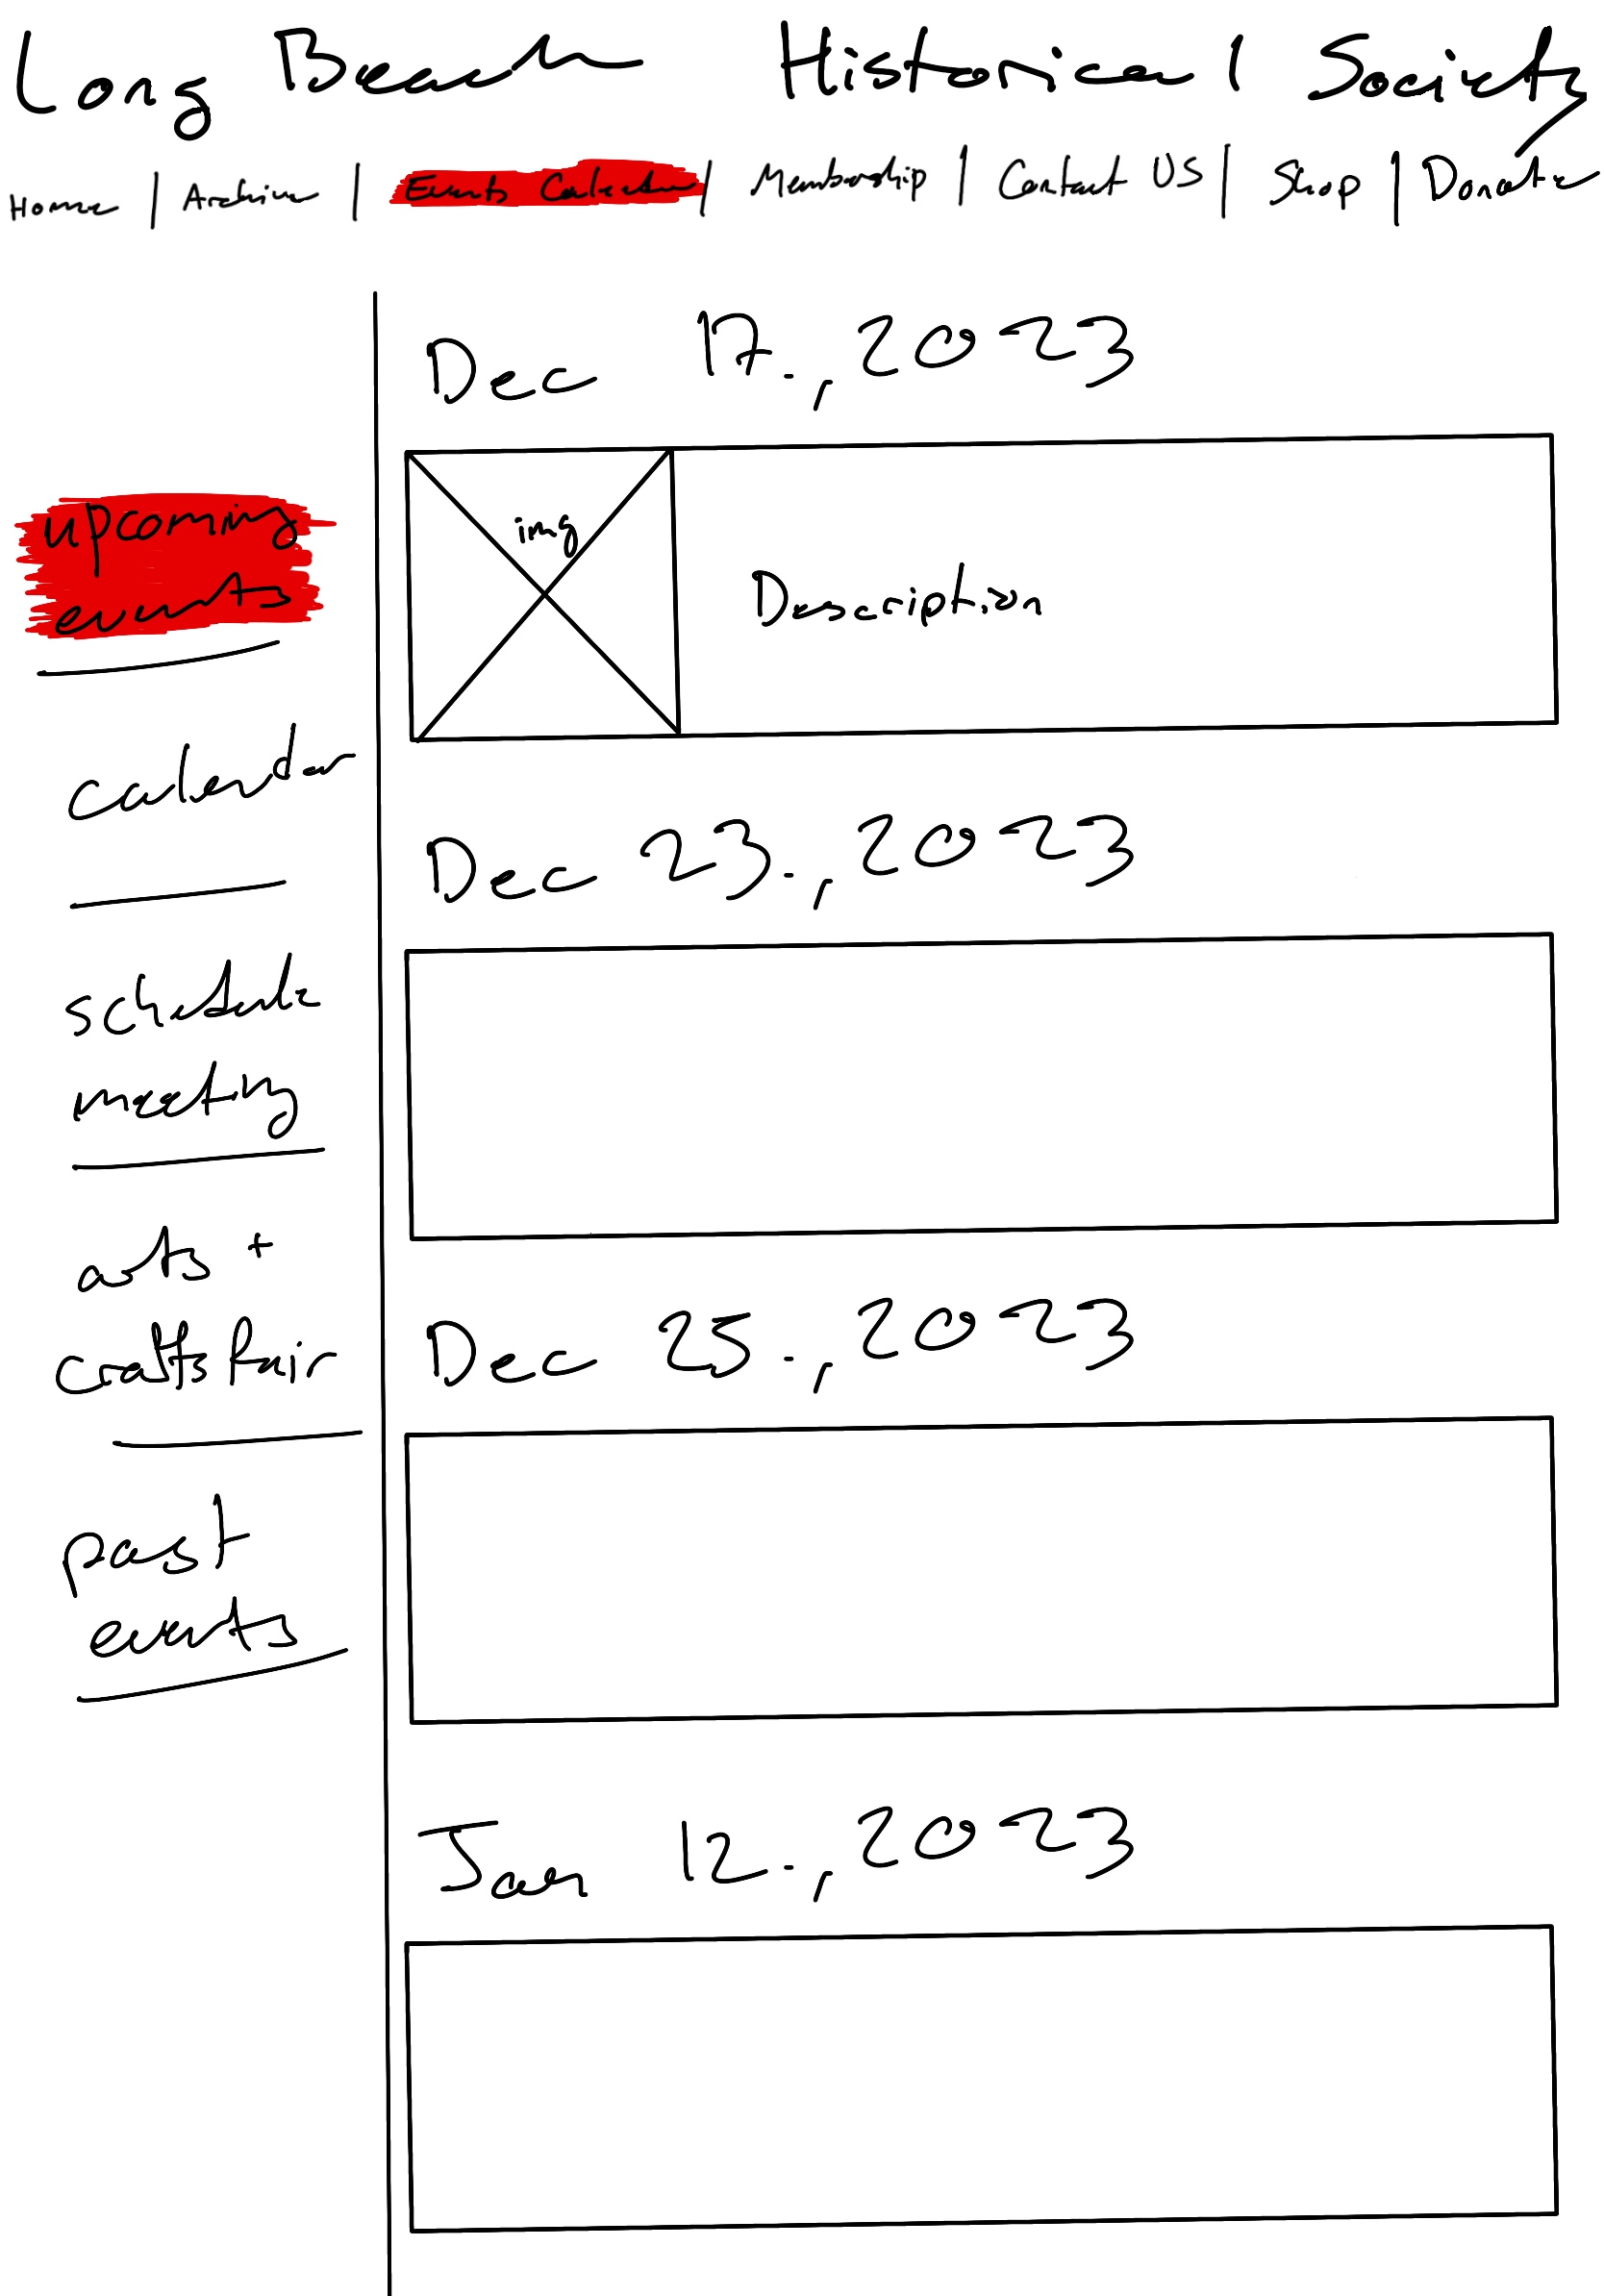 Long Beach Historical Society
Home | Archive | Events Calendar | Membership | Contact US | Shop | Donate
upcoming
events
calendar
schedule
meeting
arts +
crafts fair
past
events
Dec 17., 2023
img
Description
Dec 23., 2023
Dec 25., 2023
Jan 12., 2023